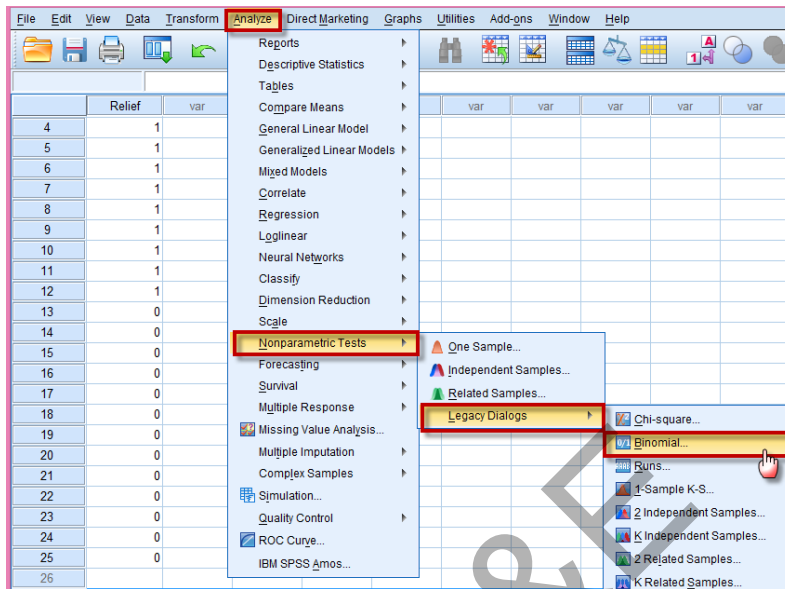 File Edit View Data Transform Analyze Direct Marketing Graphs Utilities Add-ons Window Help
Relief var var var var var var
4 1
5 1
6 1
7 1
8 1
9 1
10 1
11 1
12 1
13 0
14 0
15 0
16 0
17 0
18 0
19 0
20 0
21 0
22 0
23 0
24 0
25 0
26
Reports
Descriptive Statistics
Tables
Compare Means
General Linear Model
Generalized Linear Models
Mixed Models
Correlate
Regression
Loglinear
Neural Networks
Classify
Dimension Reduction
Scale
Nonparametric Tests
Forecasting
Survival
Multiple Response
Missing Value Analysis...
Multiple Imputation
Complex Samples
Simulation...
Quality Control
ROC Curve...
IBM SPSS Amos...
One Sample...
Independent Samples...
Related Samples...
Legacy Dialogs
Chi-square...
0/1 Binomial...
Runs...
1-Sample K-S...
2 Independent Samples...
K Independent Samples...
2 Related Samples...
K Related Samples...
A
1
& E